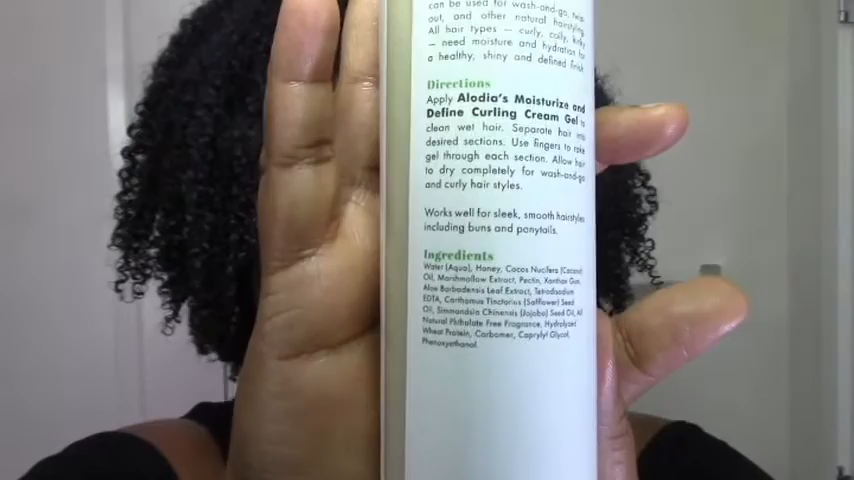 can be used for wash-and-go, twist
out, and other natural hairstyling.
All hair types – curly, coily, kinky
– need moisture and hydration for
a healthy, shiny and defined finish
Directions
Apply Alodia's Moisturize and
Define Curling Cream Gel to
clean wet hair. Separate hair into
desired sections. Use fingers to rake
gel through each section. Allow hair
to dry completely for wash-and-go
and curly hair styles.
Works well for sleek, smooth hairstyles
including buns and ponytails.
Ingredients
Water (Aqua), Honey, Cocos Nucifera (Coconut)
Oil, Marshmallow Extract, Pectin, Xanthan Gum,
Aloe Barbadensis Leaf Extract, Tetrasodium
EDTA, Carthamus Tinctorius (Safflower) Seed
Oil, Simmondsia Chinensis (Jojoba) Seed Oil, All
Natural Phthalate Free Fragrance, Hydrolyzed
Wheat Protein, Carbomer, Caprylyl Glycol,
Phenoxyethanol.